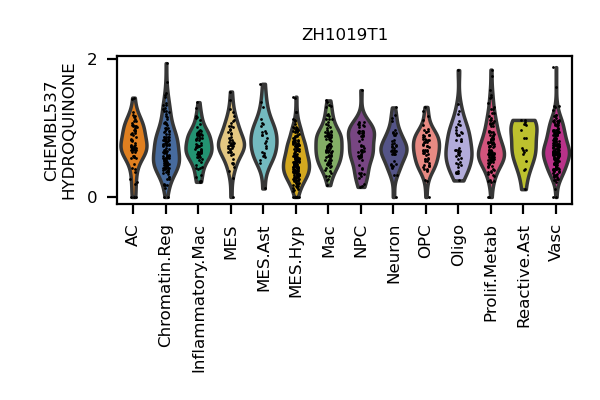 ZH1019T1
CHEMBL537
HYDROQUINONE
2
0
AC
Chromatin.Reg
Inflammatory.Mac
MES
MES.Ast
MES.Hyp
Mac
NPC
Neuron
OPC
Oligo
Prolif.Metab
Reactive.Ast
Vasc